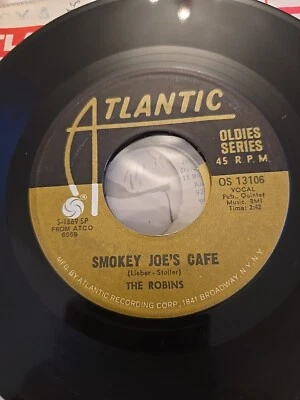 ATLANTIC
OLDIES
SERIES
45 R.P.M.
OS 13106
VOCAL
Pub., Quintet
Music, BMI
Time: 2:42
S-1869 SP
FROM ATCO
6059
SMOKEY JOE'S CAFE
(Lieber-Stoller)
THE ROBINS
MFG. BY ATLANTIC RECORDING CORP., 1841 BROADWAY, N.Y., N.Y.